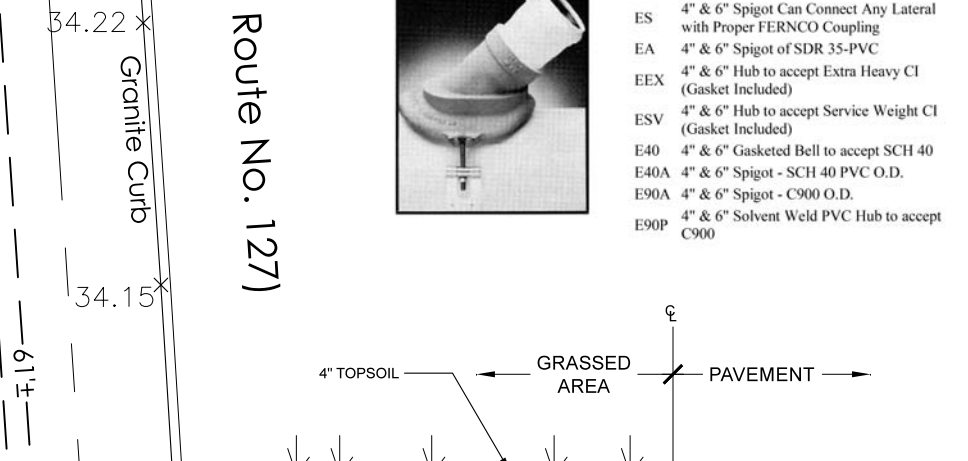 34.22
Granite Curb
Route No. 127)
34.15
61'±
ES 4" & 6" Spigot Can Connect Any Lateral
with Proper FERNCO Coupling
EA 4" & 6" Spigot of SDR 35-PVC
EEX 4" & 6" Hub to accept Extra Heavy CI
(Gasket Included)
ESV 4" & 6" Hub to accept Service Weight CI
(Gasket Included)
E40 4" & 6" Gasketed Bell to accept SCH 40
E40A 4" & 6" Spigot - SCH 40 PVC O.D.
E90A 4" & 6" Spigot - C900 O.D.
E90P 4" & 6" Solvent Weld PVC Hub to accept
C900
℄
4" TOPSOIL
GRASSED
AREA
PAVEMENT